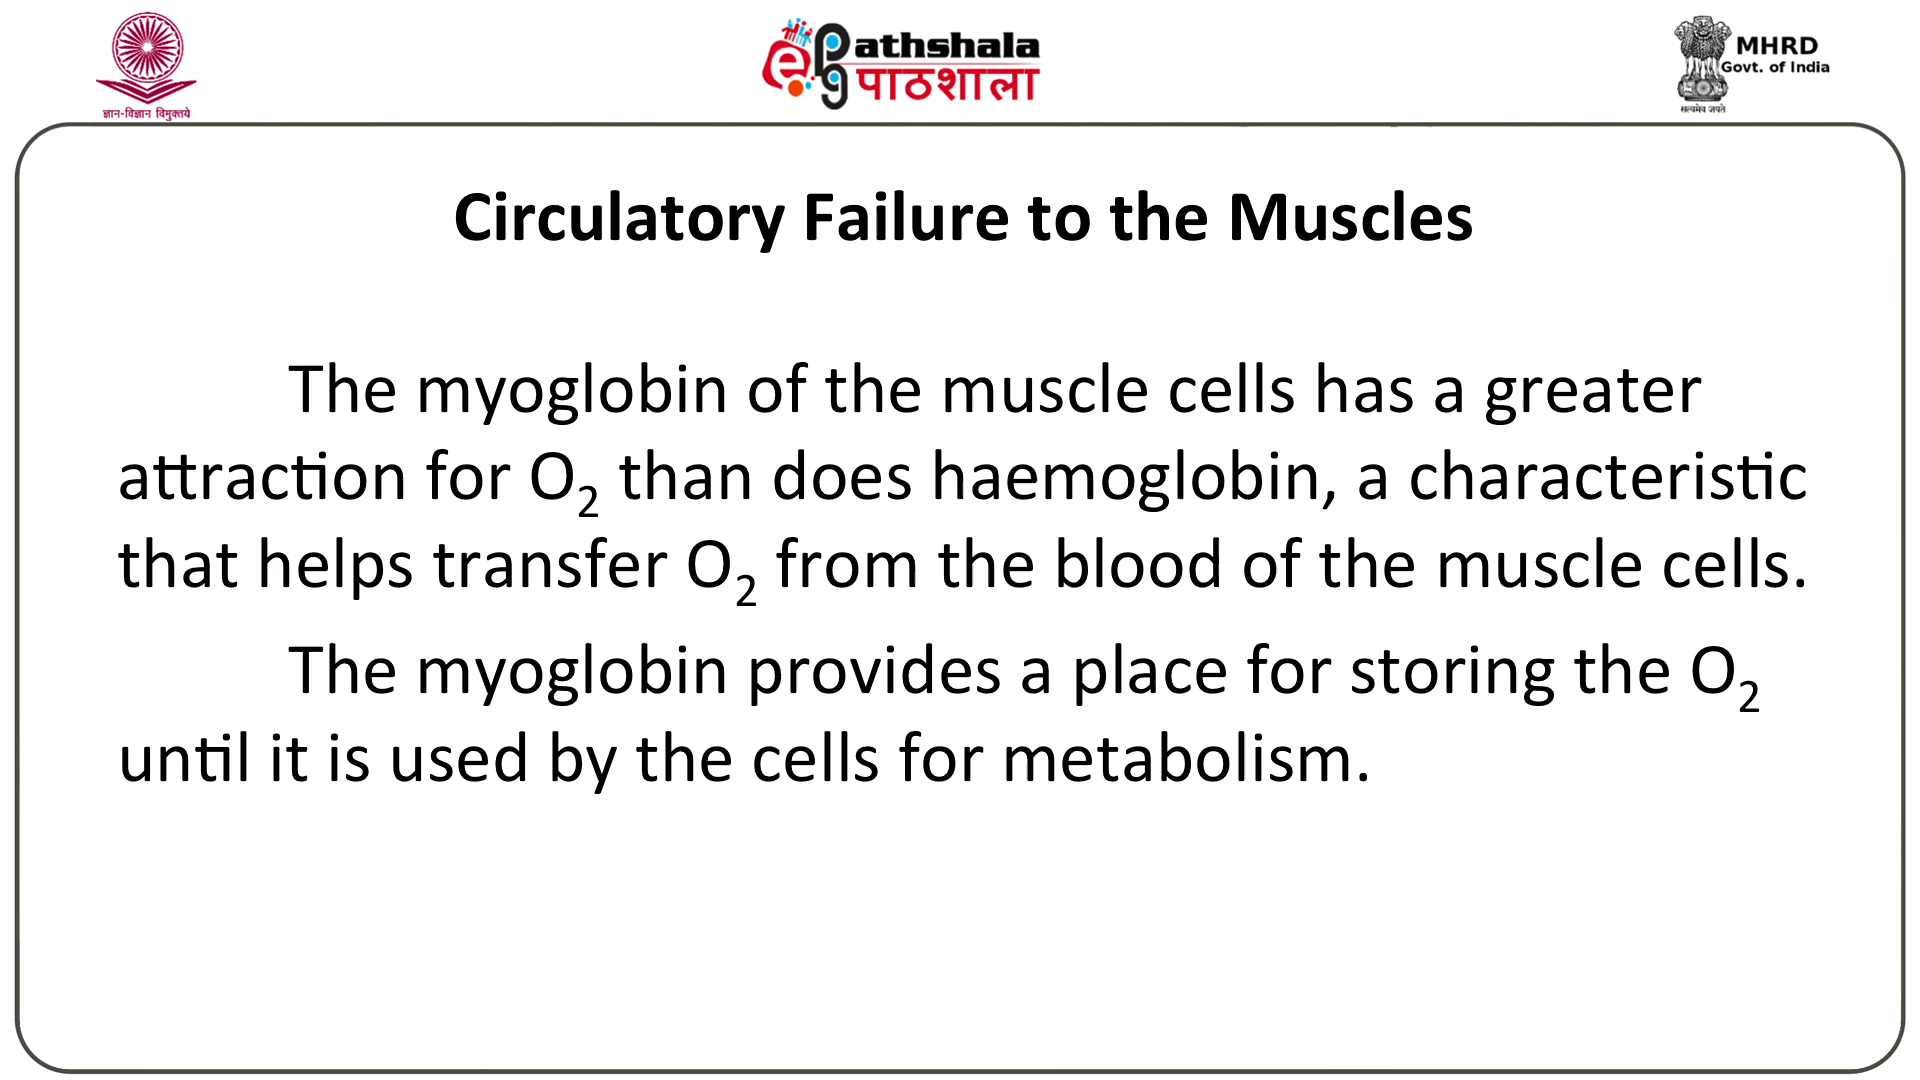 ज्ञान-विज्ञान विमुक्तये
ePG Pathshala
पाठशाला
MHRD
Govt. of India
सत्यमेव जयते
Circulatory Failure to the Muscles
The myoglobin of the muscle cells has a greater
attraction for O₂ than does haemoglobin, a characteristic
that helps transfer O₂ from the blood of the muscle cells.
The myoglobin provides a place for storing the O₂
until it is used by the cells for metabolism.